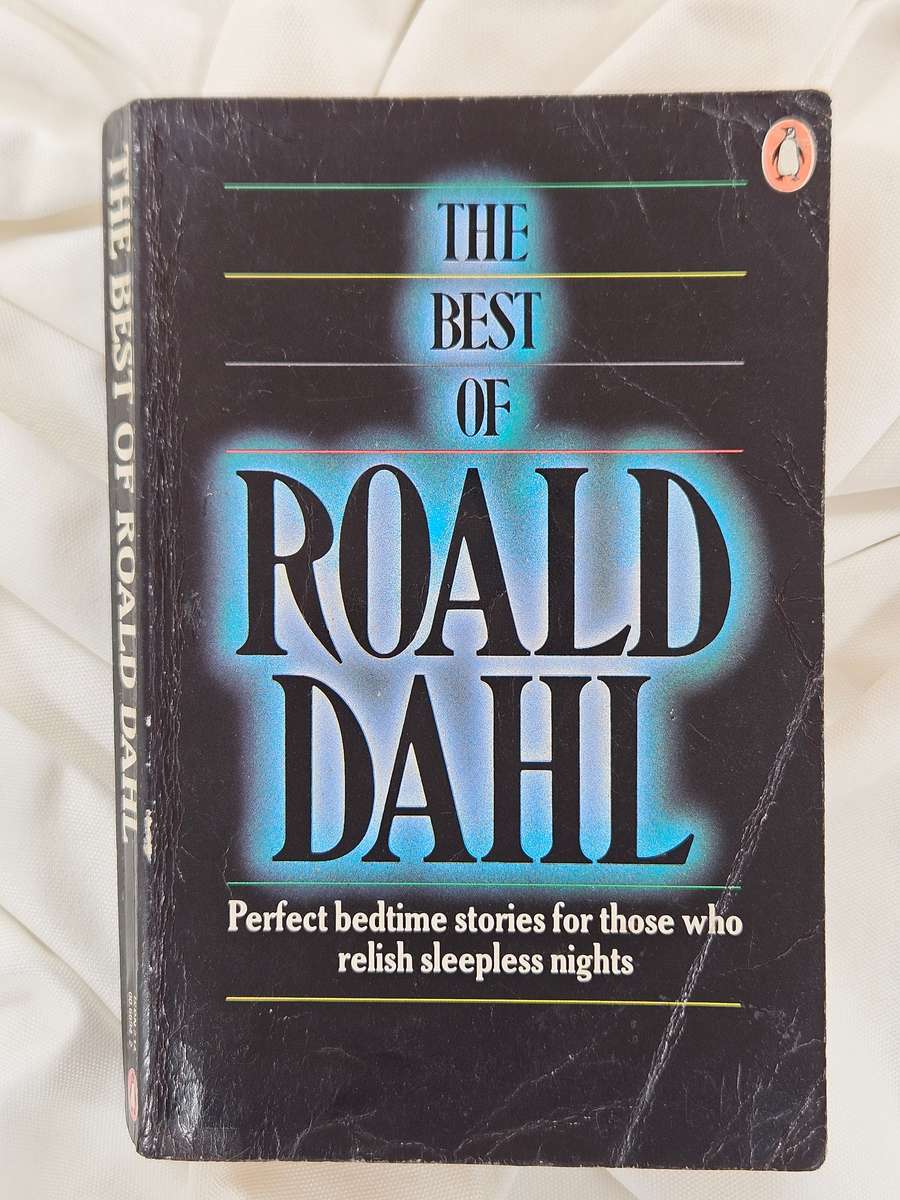 THE
BEST
OF
ROALD
DAHL
Perfect bedtime stories for those who
relish sleepless nights
THE BEST OF ROALD DAHL